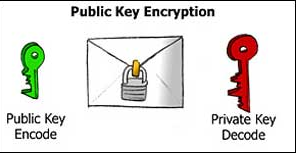 Public Key Encryption
Public Key
Encode
Private Key
Decode